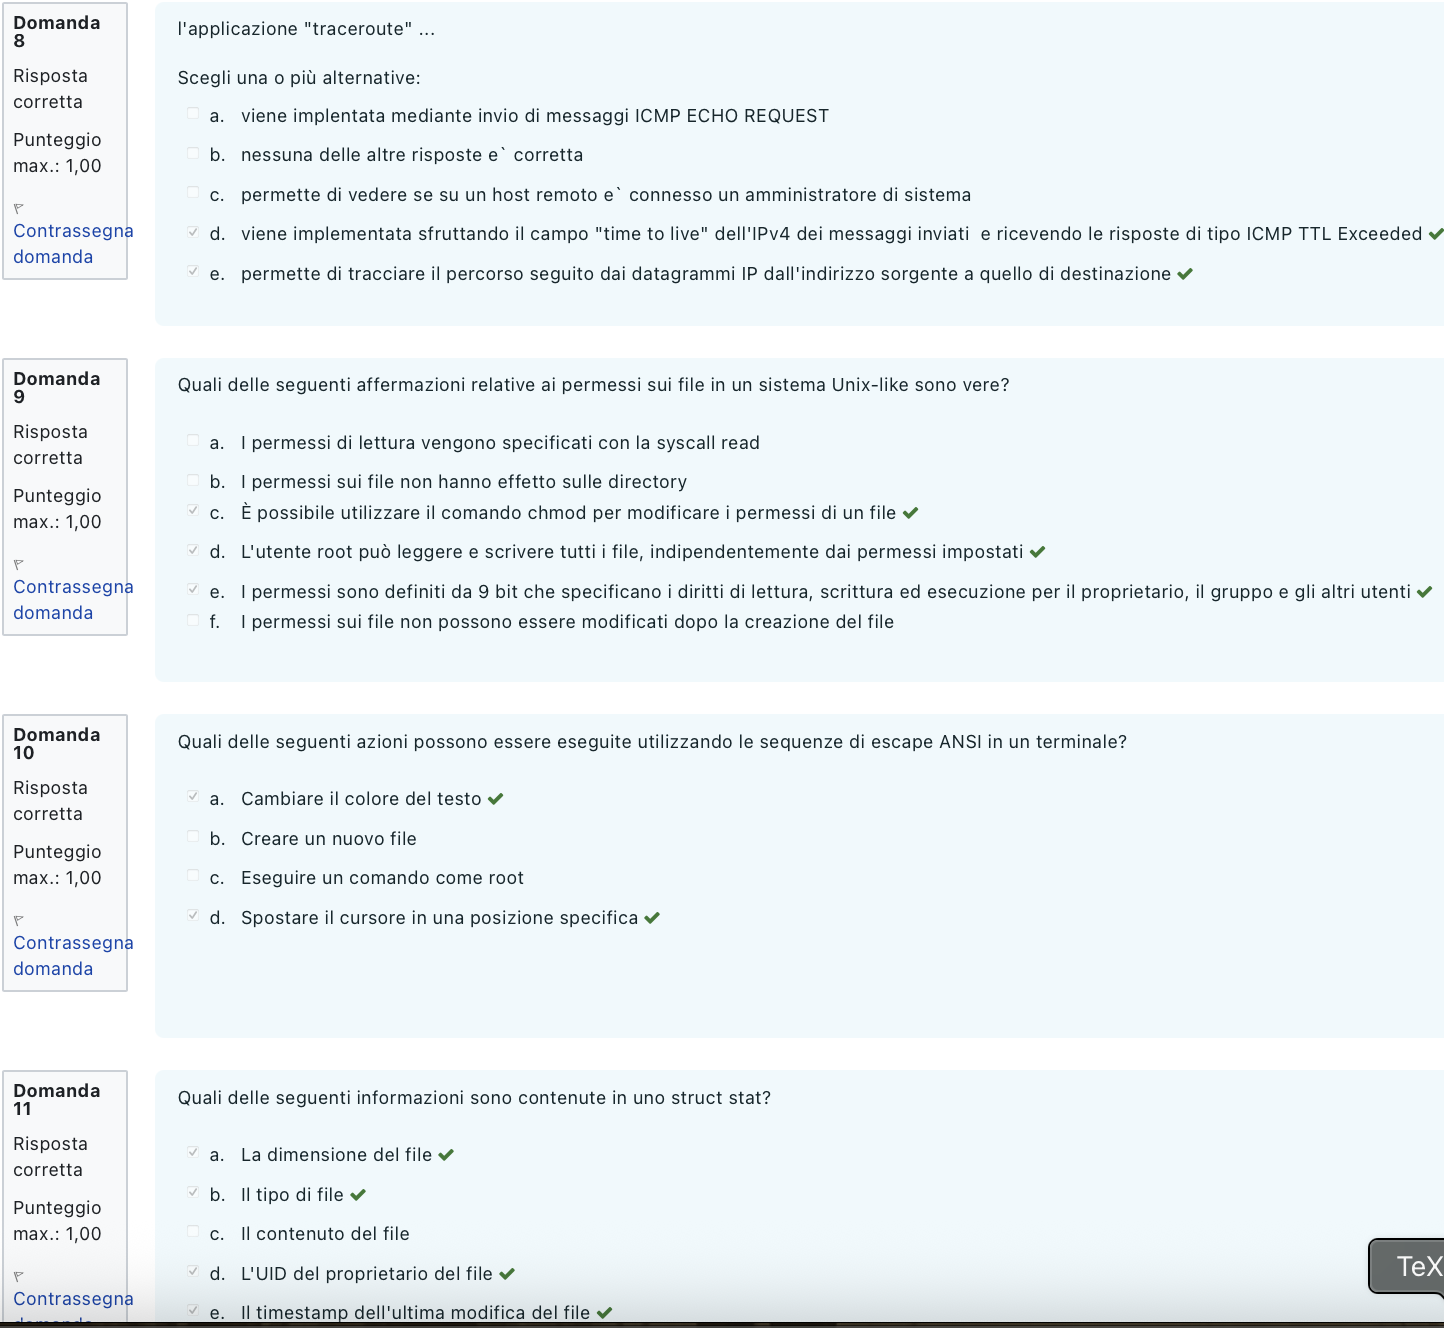 Domanda
8
Risposta
corretta
Punteggio
max.: 1,00
Contrassegna
domanda
l'applicazione "traceroute" ...
Scegli una o più alternative:
a. viene implentata mediante invio di messaggi ICMP ECHO REQUEST
b. nessuna delle altre risposte e` corretta
c. permette di vedere se su un host remoto e` connesso un amministratore di sistema
d. viene implementata sfruttando il campo "time to live" dell'IPv4 dei messaggi inviati e ricevendo le risposte di tipo ICMP TTL Exceeded
e. permette di tracciare il percorso seguito dai datagrammi IP dall'indirizzo sorgente a quello di destinazione
Domanda
9
Risposta
corretta
Punteggio
max.: 1,00
Contrassegna
domanda
Quali delle seguenti affermazioni relative ai permessi sui file in un sistema Unix-like sono vere?
a. I permessi di lettura vengono specificati con la syscall read
b. I permessi sui file non hanno effetto sulle directory
c. È possibile utilizzare il comando chmod per modificare i permessi di un file
d. L'utente root può leggere e scrivere tutti i file, indipendentemente dai permessi impostati
e. I permessi sono definiti da 9 bit che specificano i diritti di lettura, scrittura ed esecuzione per il proprietario, il gruppo e gli altri utenti
f. I permessi sui file non possono essere modificati dopo la creazione del file
Domanda
10
Risposta
corretta
Punteggio
max.: 1,00
Contrassegna
domanda
Quali delle seguenti azioni possono essere eseguite utilizzando le sequenze di escape ANSI in un terminale?
a. Cambiare il colore del testo
b. Creare un nuovo file
c. Eseguire un comando come root
d. Spostare il cursore in una posizione specifica
Domanda
11
Risposta
corretta
Punteggio
max.: 1,00
Contrassegna
Quali delle seguenti informazioni sono contenute in uno struct stat?
a. La dimensione del file
b. Il tipo di file
c. Il contenuto del file
d. L'UID del proprietario del file
e. Il timestamp dell'ultima modifica del file
TeX